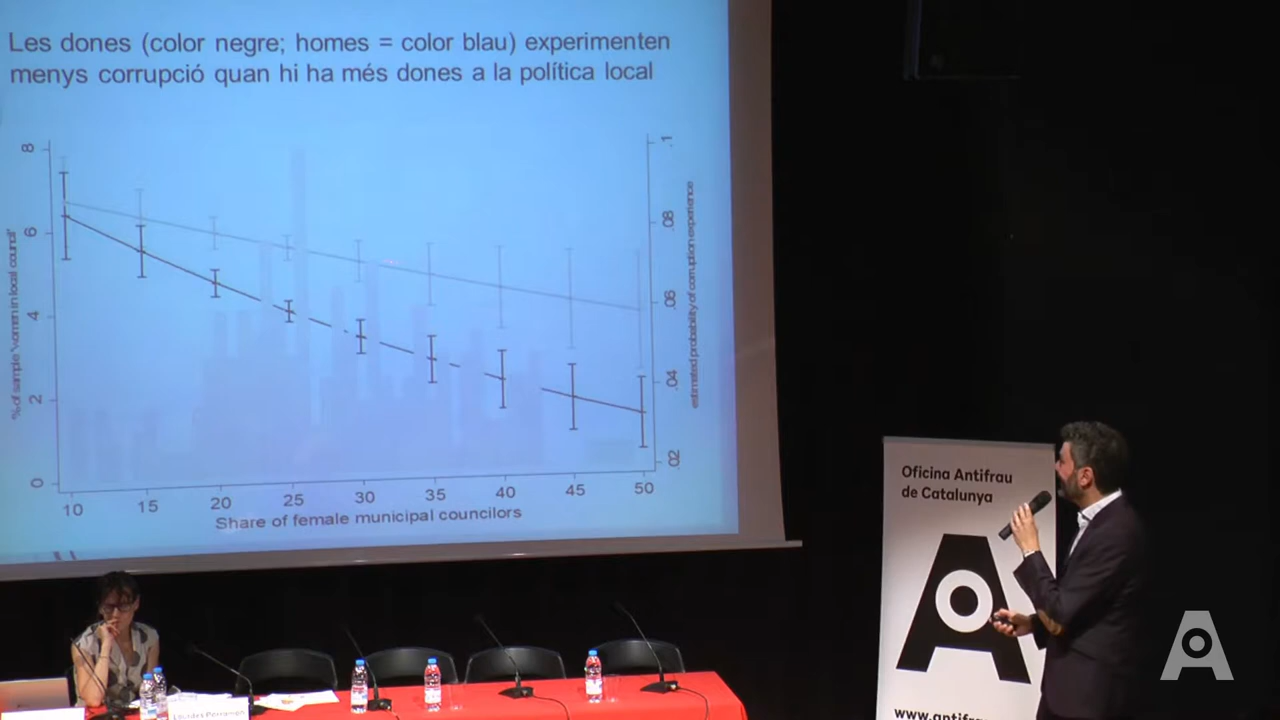 Les dones (color negre; homes = color blau) experimenten
menys corrupció quan hi ha més dones a la política local
8
6
4
2
0
% of sample 'women in local council'
.1
.08
.06
.04
.02
estimated probability of corruption experience
10 15 20 25 30 35 40 45 50
Share of female municipal councilors
Oficina Antifrau
de Catalunya
www.antifrau
Lourdes Parramon